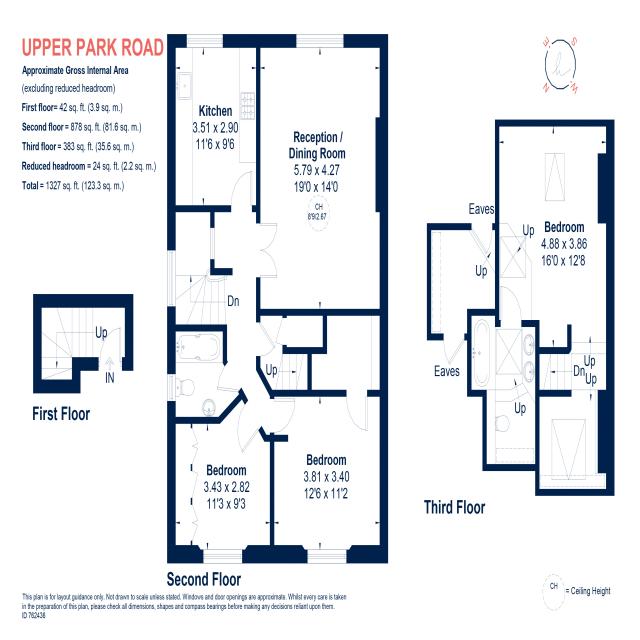 UPPER PARK ROAD
Approximate Gross Internal Area
(excluding reduced headroom)
First floor= 42 sq. ft. (3.9 sq. m.)
Second floor = 878 sq. ft. (81.6 sq. m.)
Third floor = 383 sq. ft. (35.6 sq. m.)
Reduced headroom = 24 sq. ft. (2.2 sq. m.)
Total = 1327 sq. ft. (123.3 sq. m.)
Kitchen
3.51 x 2.90
11'6 x 9'6
Reception /
Dining Room
5.79 x 4.27
19'0 x 14'0
CH
8'9/2.67
Dn
Up
Bedroom
3.43 x 2.82
11'3 x 9'3
Bedroom
3.81 x 3.40
12'6 x 11'2
Second Floor
Up
IN
First Floor
E
S
N
W
Eaves
Up
Up
Bedroom
4.88 x 3.86
16'0 x 12'8
Eaves
Up
Dn
Up
Up
Third Floor
CH
= Ceiling Height
This plan is for layout guidance only. Not drawn to scale unless stated. Windows and door openings are approximate. Whilst every care is taken
in the preparation of this plan, please check all dimensions, shapes and compass bearings before making any decisions reliant upon them.
ID 762436